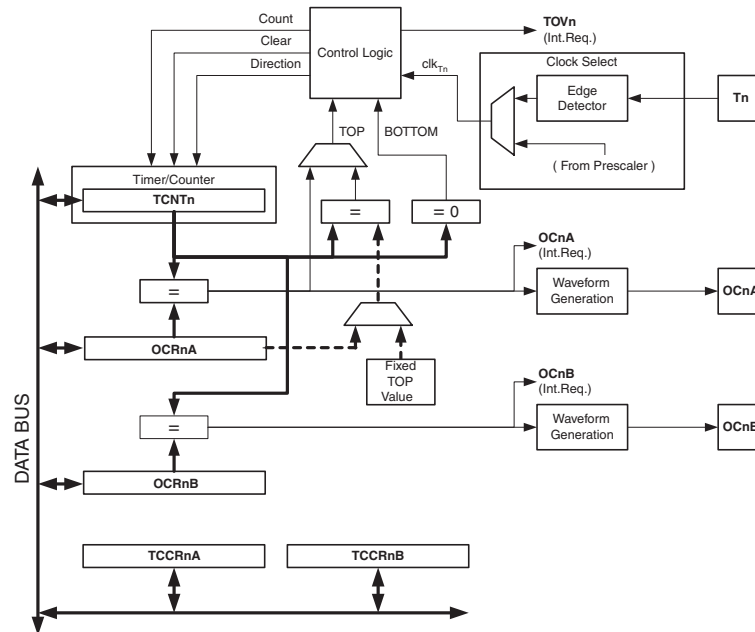 Count
Clear
Direction
Control Logic
TOVn
(Int.Req.)
clkTn
Clock Select
Edge
Detector
Tn
( From Prescaler )
TOP
BOTTOM
Timer/Counter
TCNTn
=
= 0
OCnA
(Int.Req.)
=
Waveform
Generation
OCnA
OCRnA
Fixed
TOP
Value
OCnB
(Int.Req.)
=
Waveform
Generation
OCnB
OCRnB
DATA BUS
TCCRnA
TCCRnB